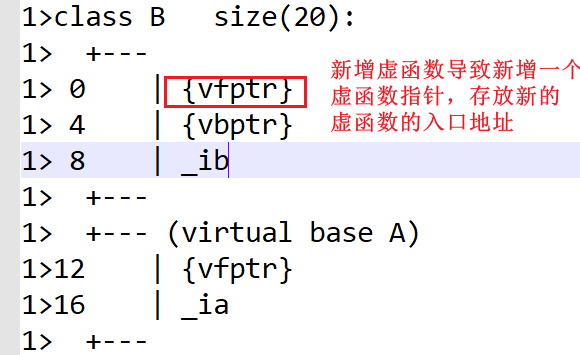 1>class B   size(20):
1>  +---
1> 0     | {vfptr}
1> 4     | {vbptr}
1> 8     | _ib
1>  +---
1>  +--- (virtual base A)
1>12     | {vfptr}
1>16     | _ia
1>  +---
新增虚函数导致新增一个
虚函数指针，存放新的
虚函数的入口地址